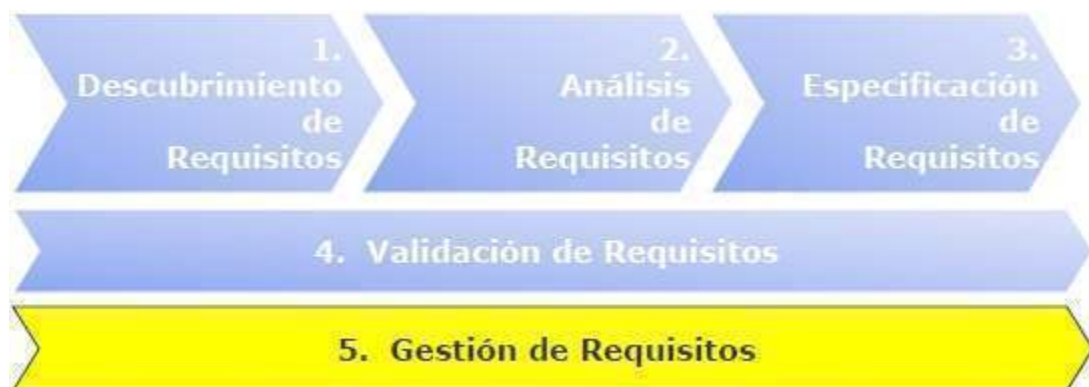 1.
Descubrimiento
de
Requisitos
2.
Análisis
de
Requisitos
3.
Especificación
de
Requisitos
4. Validación de Requisitos
5. Gestión de Requisitos